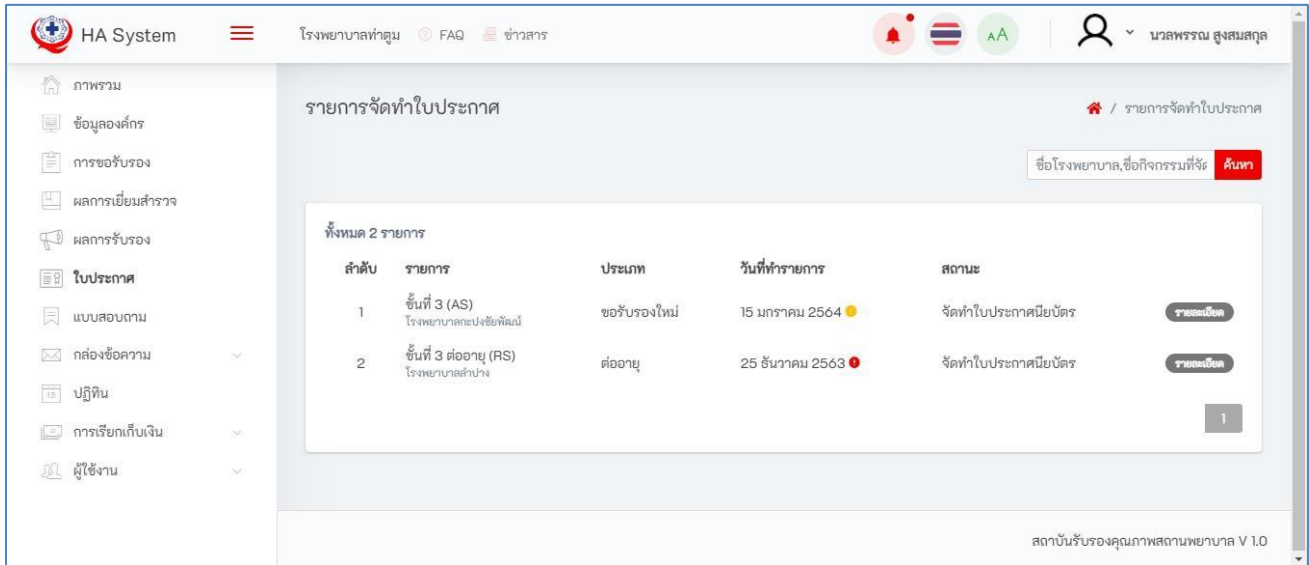 HA System
โรงพยาบาลท่าตูม FAQ ข่าวสาร
AA
นวลพรรณ สูงสมสกุล
ภาพรวม
ข้อมูลองค์กร
การขอรับรอง
ผลการเยี่ยมสำรวจ
ผลการรับรอง
ใบประกาศ
แบบสอบถาม
กล่องข้อความ
15 ปฏิทิน
การเรียกเก็บเงิน
ผู้ใช้งาน
รายการจัดทำใบประกาศ
/ รายการจัดทำใบประกาศ
ชื่อโรงพยาบาล,ชื่อกิจกรรมที่จัด ค้นหา
ทั้งหมด 2 รายการ
ลำดับ รายการ ประเภท วันที่ทำรายการ สถานะ
1 ขั้นที่ 3 (AS) ขอรับรองใหม่ 15 มกราคม 2564 จัดทำใบประกาศนียบัตร รายละเอียด
โรงพยาบาลกะปงชัยพัฒน์
2 ขั้นที่ 3 ต่ออายุ (RS) ต่ออายุ 25 ธันวาคม 2563 จัดทำใบประกาศนียบัตร รายละเอียด
โรงพยาบาลลำปาง
1
สถาบันรับรองคุณภาพสถานพยาบาล V 1.0